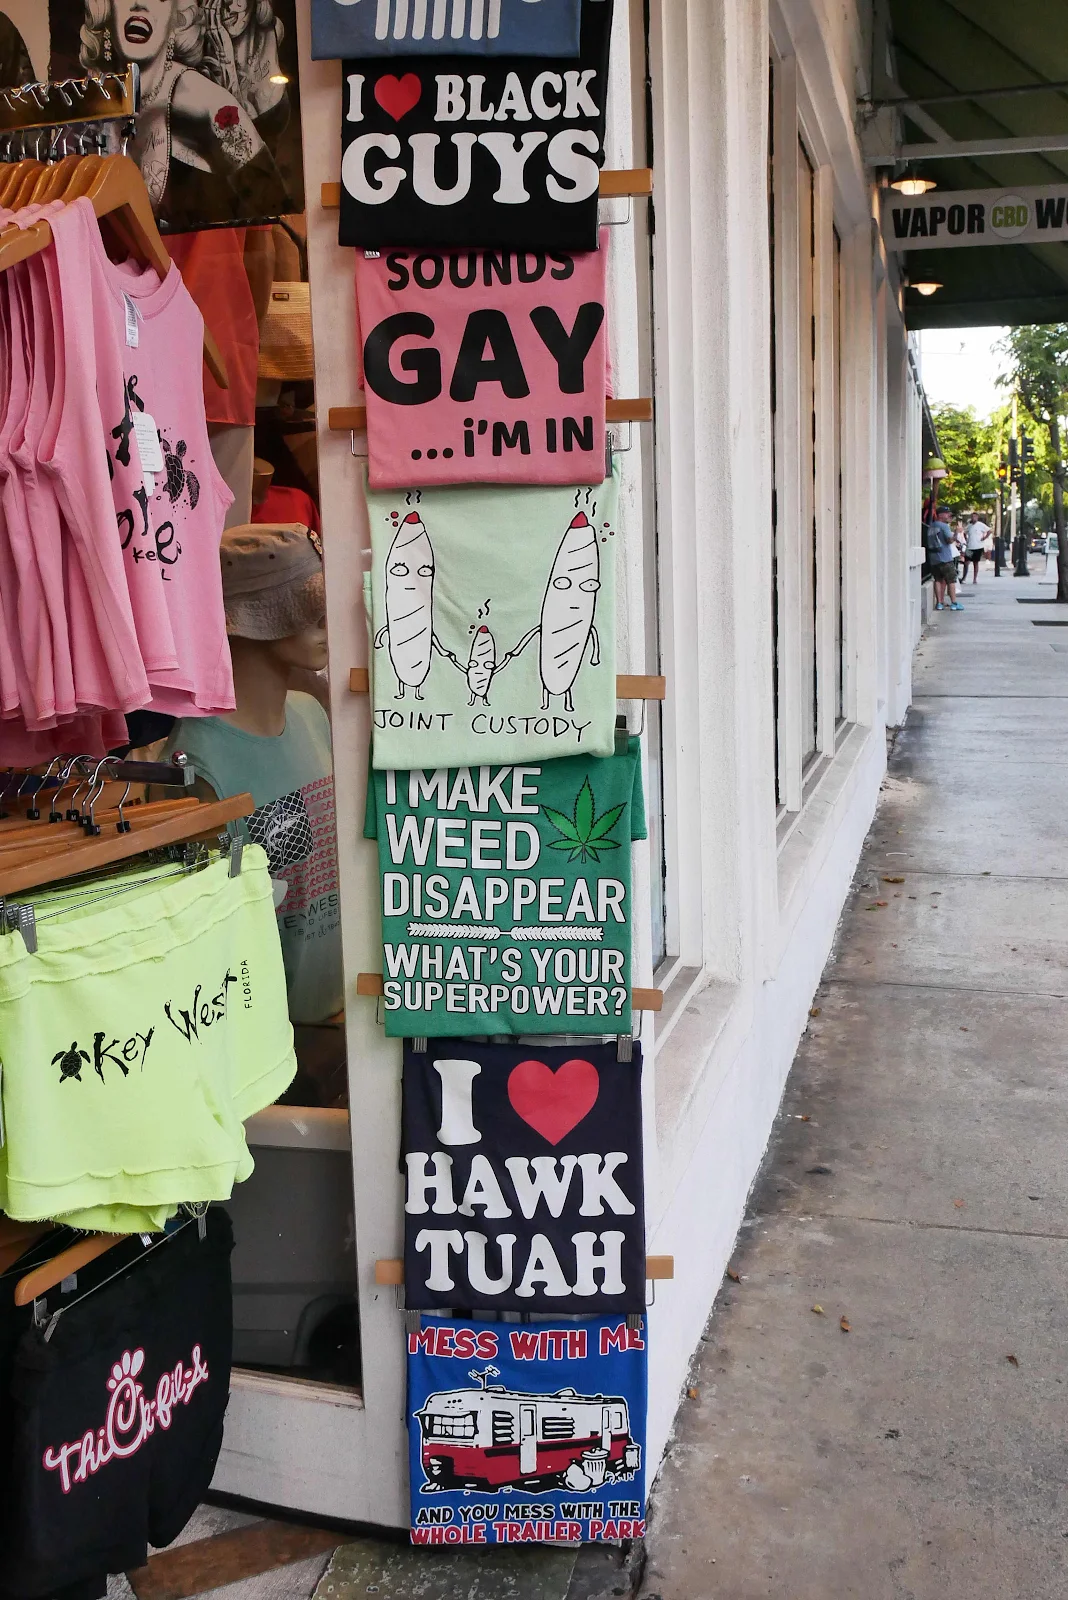 I ❤ BLACK
GUYS
SOUNDS
GAY
...i'M IN
JOINT CUSTODY
I MAKE
WEED
DISAPPEAR
WHAT'S YOUR
SUPERPOWER?
I ❤
HAWK
TUAH
MESS WITH ME
AND YOU MESS WITH THE
WHOLE TRAILER PARK
Key West
FLORIDA
ThiCk-fil-A
VAPOR CBD